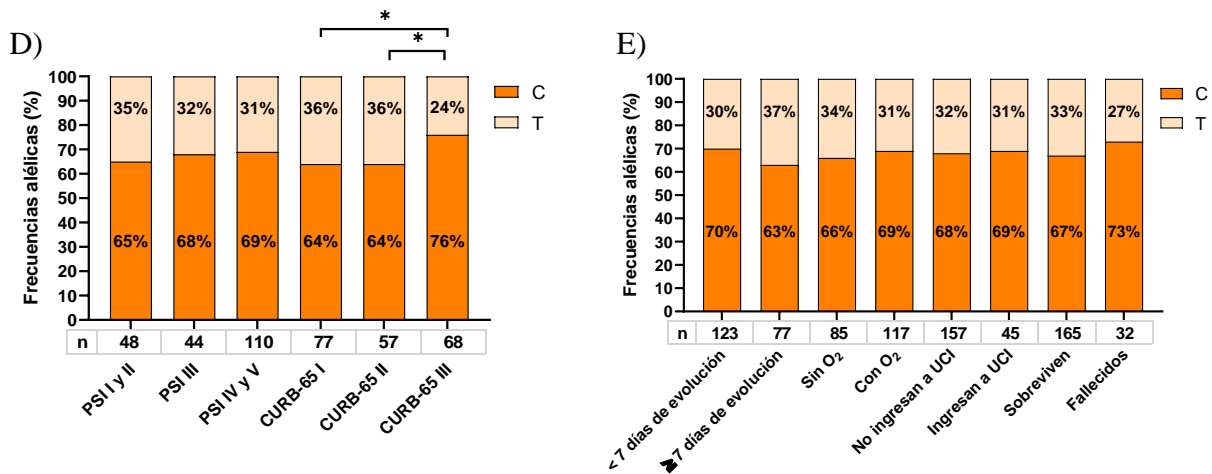 D)
* 
*
Frecuencias alélicas (%)
100
90
80
70
60
50
40
30
20
10
0
35% 32% 31% 36% 36% 24%
65% 68% 69% 64% 64% 76%
C
T
n 48 44 110 77 57 68
PSI I y II
PSI III
PSI IV y V
CURB-65 I
CURB-65 II
CURB-65 III
E)
Frecuencias alélicas (%)
100
90
80
70
60
50
40
30
20
10
0
30% 37% 34% 31% 32% 31% 33% 27%
70% 63% 66% 69% 68% 69% 67% 73%
C
T
n 123 77 85 117 157 45 165 32
< 7 días de evolución
7 días de evolución
Sin O₂
Con O₂
No ingresan a UCI
Ingresan a UCI
Sobreviven
Fallecidos